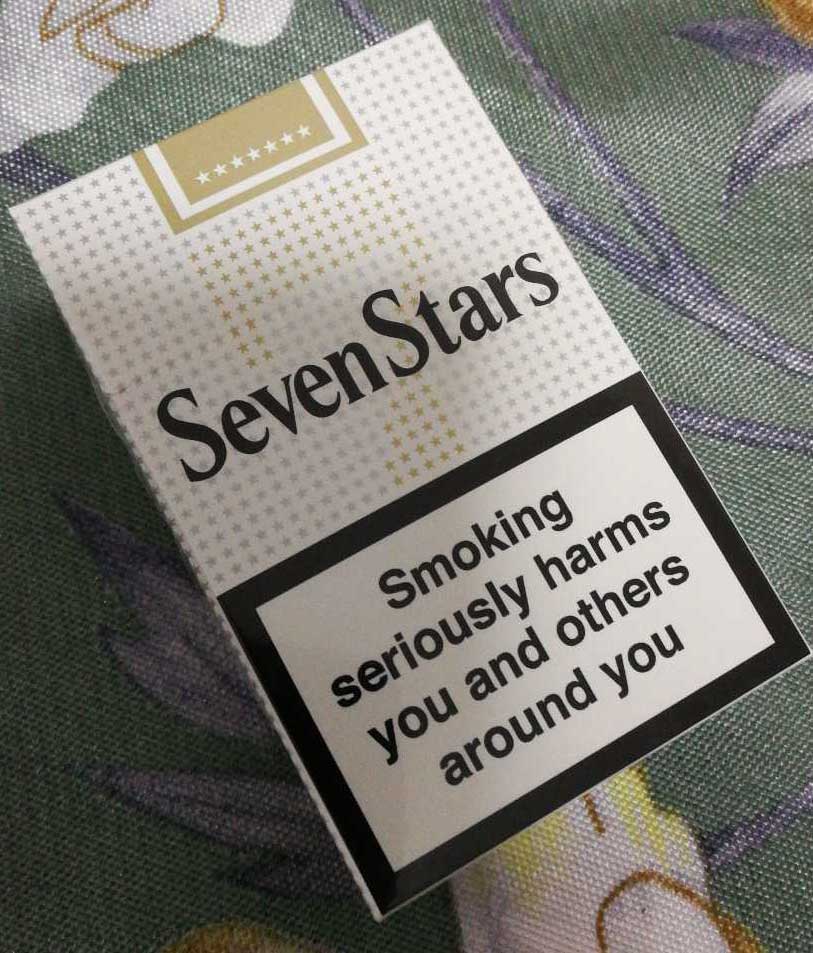 SevenStars
Smoking
seriously harms
you and others
around you